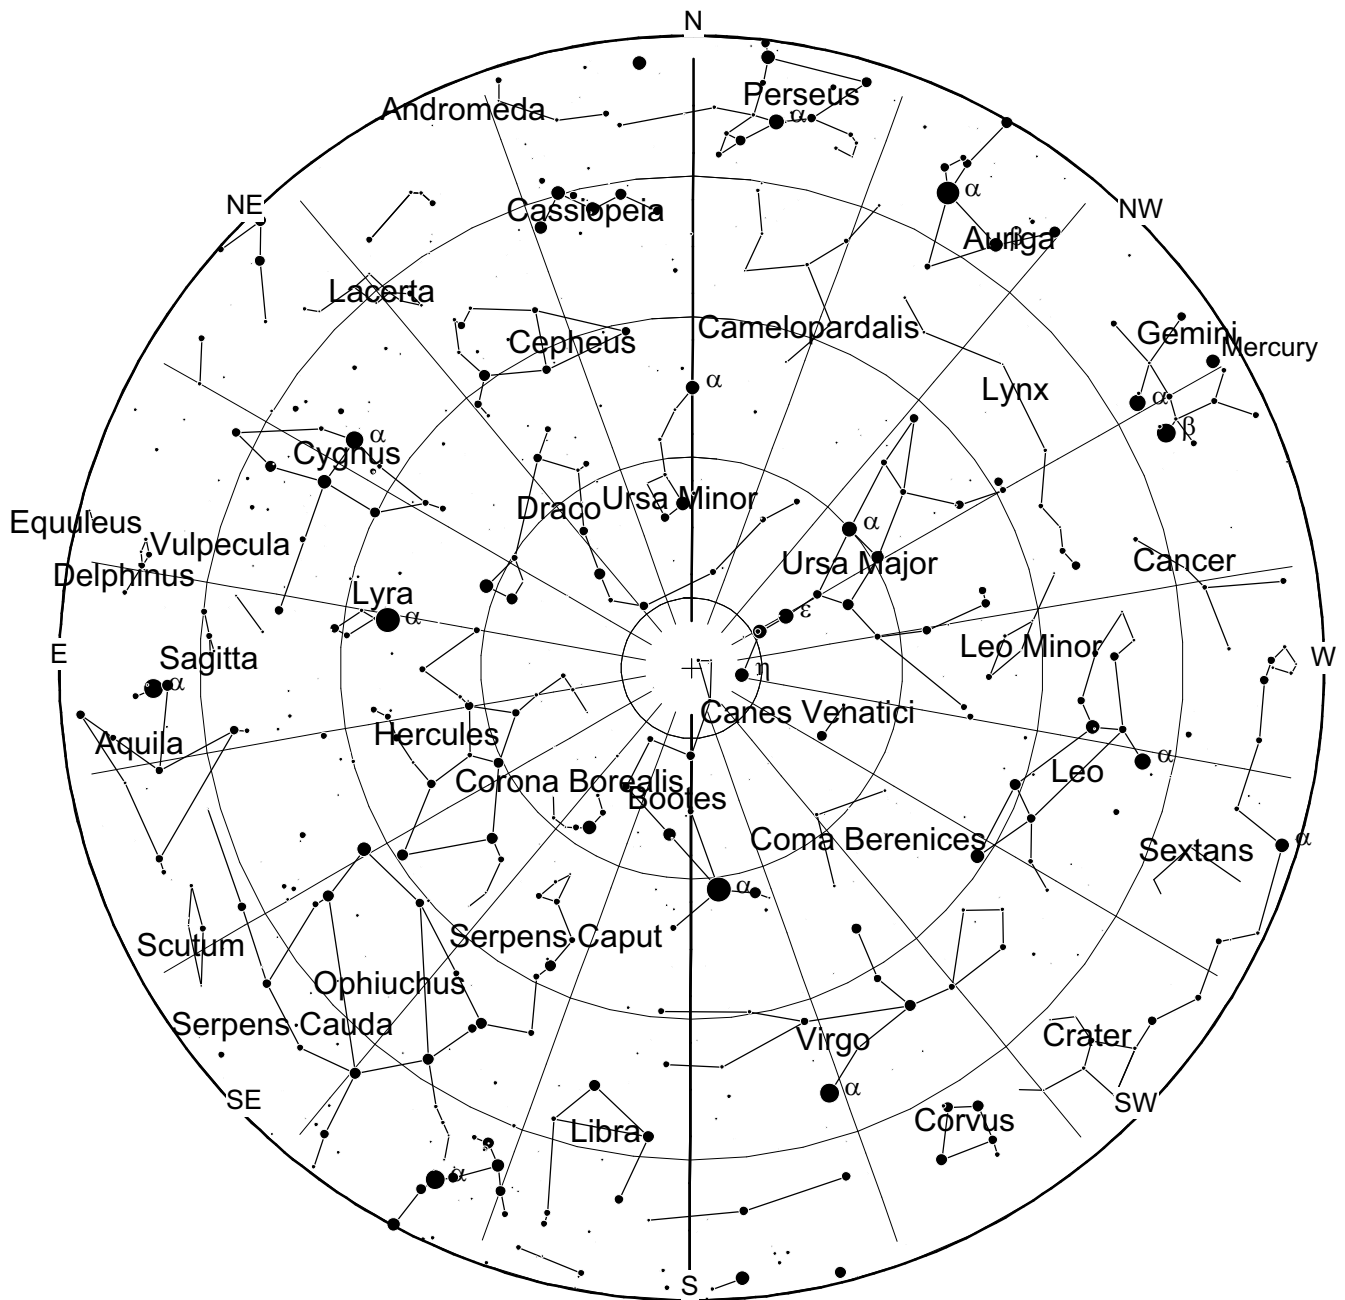 N
Andromeda
Perseus
α
α
NE
Cassiopeia
NW
Auriga
β
Lacerta
Cepheus
Camelopardalis
Gemini
Mercury
α
Lynx
α
β
α
Cygnus
Draco
Ursa Minor
α
Equuleus
Vulpecula
Delphinus
Ursa Major
Cancer
Lyra
α
ε
E
Sagitta
Leo Minor
W
α
η
Canes Venatici
Aquila
Hercules
Corona Borealis
Bootes
Leo
α
Coma Berenices
Sextans
α
α
Scutum
Serpens Caput
Ophiuchus
Serpens Cauda
Virgo
Crater
SE
α
SW
Libra
Corvus
α
S